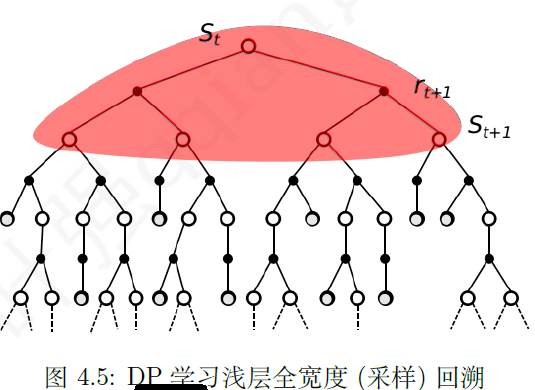 S_t
r_{t+1}
S_{t+1}
图 4.5: DP 学习浅层全宽度 (采样) 回溯